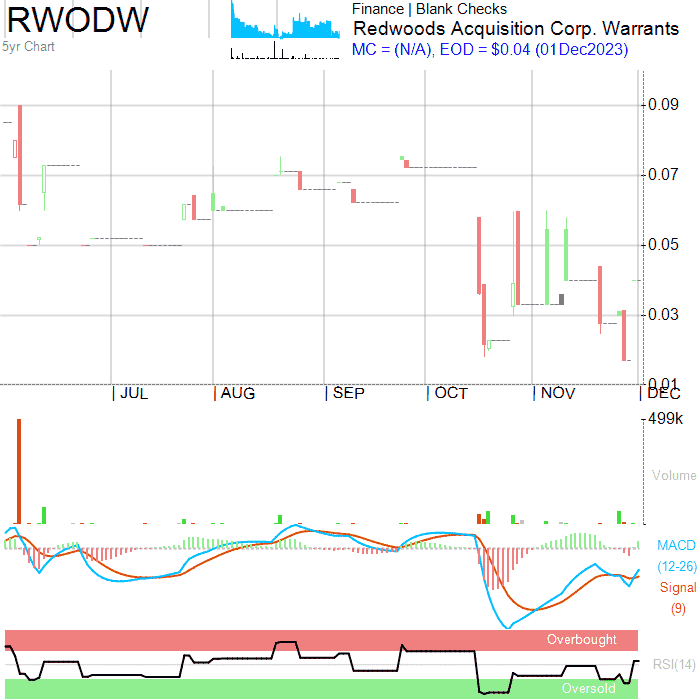 RWODW
5yr Chart
Finance | Blank Checks
Redwoods Acquisition Corp. Warrants
MC = (N/A), EOD = $0.04 (01Dec2023)
0.09
0.07
0.05
0.03
0.01
JUL AUG SEP OCT NOV DEC
499k
Volume
MACD
(12-26)
Signal
(9)
Overbought
RSI(14)
Oversold